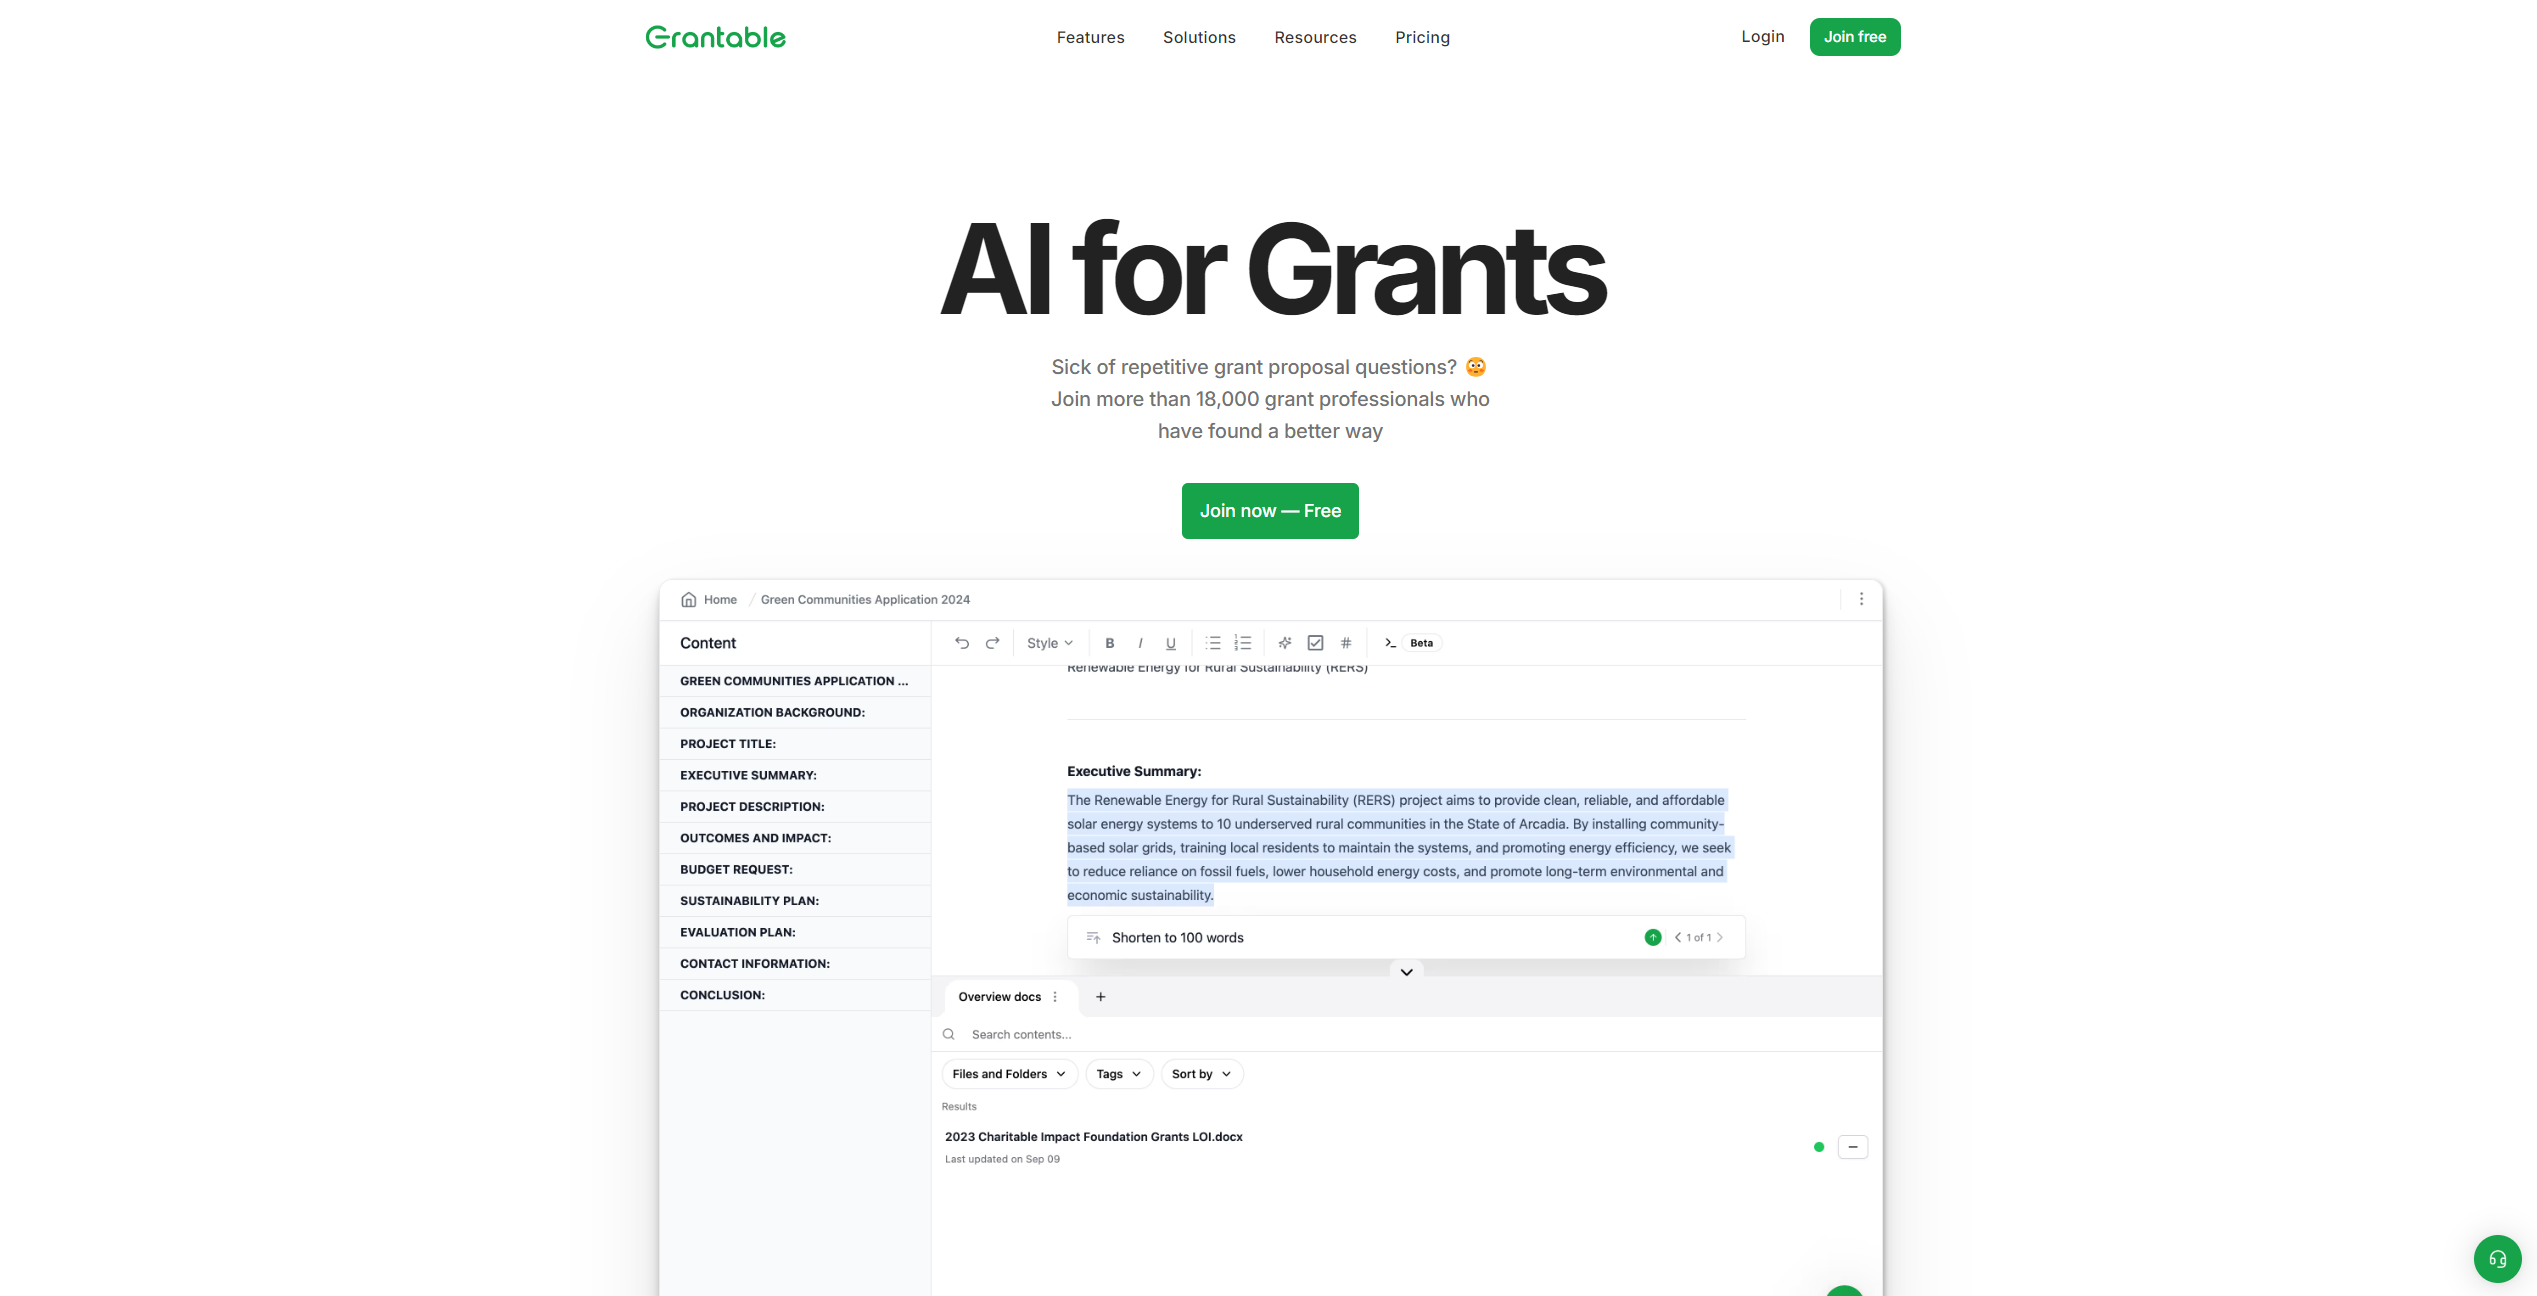 Grantable
Features Solutions Resources Pricing
Login
Join free
AI for Grants
Sick of repetitive grant proposal questions? 😳
Join more than 18,000 grant professionals who
have found a better way
Join now — Free
Home / Green Communities Application 2024
Content
GREEN COMMUNITIES APPLICATION ...
ORGANIZATION BACKGROUND:
PROJECT TITLE:
EXECUTIVE SUMMARY:
PROJECT DESCRIPTION:
OUTCOMES AND IMPACT:
BUDGET REQUEST:
SUSTAINABILITY PLAN:
EVALUATION PLAN:
CONTACT INFORMATION:
CONCLUSION:
Style B I U # >_ Beta
Renewable Energy for Rural Sustainability (RERS)
Executive Summary:
The Renewable Energy for Rural Sustainability (RERS) project aims to provide clean, reliable, and affordable
solar energy systems to 10 underserved rural communities in the State of Arcadia. By installing community-
based solar grids, training local residents to maintain the systems, and promoting energy efficiency, we seek
to reduce reliance on fossil fuels, lower household energy costs, and promote long-term environmental and
economic sustainability.
Shorten to 100 words
1 of 1
Overview docs
+
Search contents...
Files and Folders Tags Sort by
Results
2023 Charitable Impact Foundation Grants LOI.docx
Last updated on Sep 09